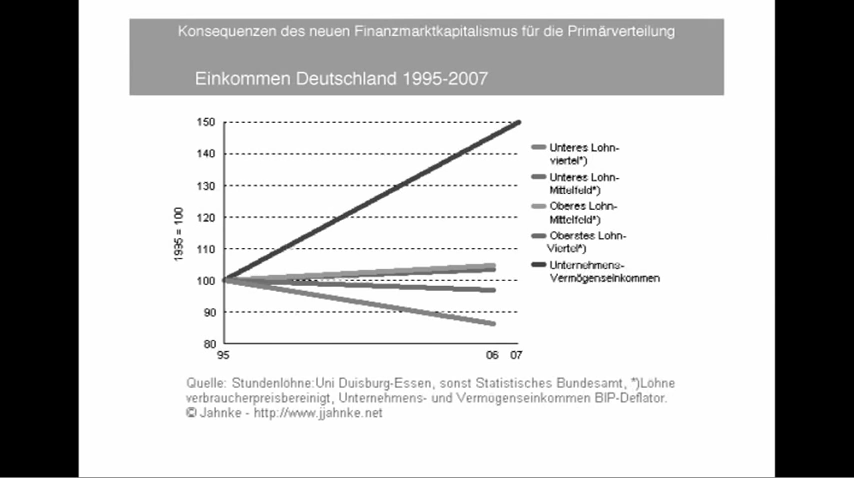 Konsequenzen des neuen Finanzmarktkapitalismus für die Primärverteilung
Einkommen Deutschland 1995-2007
150
140
130
120
110
100
90
80
1995 = 100
95
06
07
Unteres Lohn-
viertel*)
Unteres Lohn-
Mittelfeld*)
Oberes Lohn-
Mittelfeld*)
Oberstes Lohn-
Viertel*)
Unternehmens-
Vermögenseinkommen
Quelle: Stundenlöhne:Uni Duisburg-Essen, sonst Statistisches Bundesamt, *)Löhne
verbraucherpreisbereinigt, Unternehmens- und Vermögenseinkommen BIP-Deflator.
© Jahnke - http://www.jjahnke.net